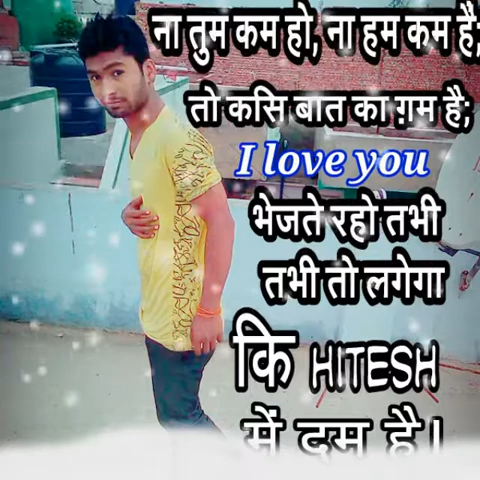 ना तुम कम हो, ना हम कम है;
तो कसि बात का ग़म है;
I love you
भेजते रहो तभी
तभी तो लगेगा
कि HITESH
में दम है।